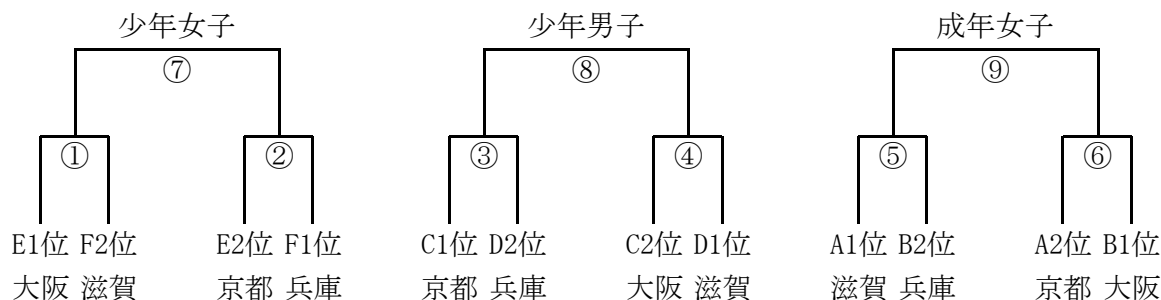 少年女子 少年男子 成年女子
⑦ ⑧ ⑨
① ② ③ ④ ⑤ ⑥
E1位 F2位 E2位 F1位 C1位 D2位 C2位 D1位 A1位 B2位 A2位 B1位
大阪 滋賀 京都 兵庫 京都 兵庫 大阪 滋賀 滋賀 兵庫 京都 大阪